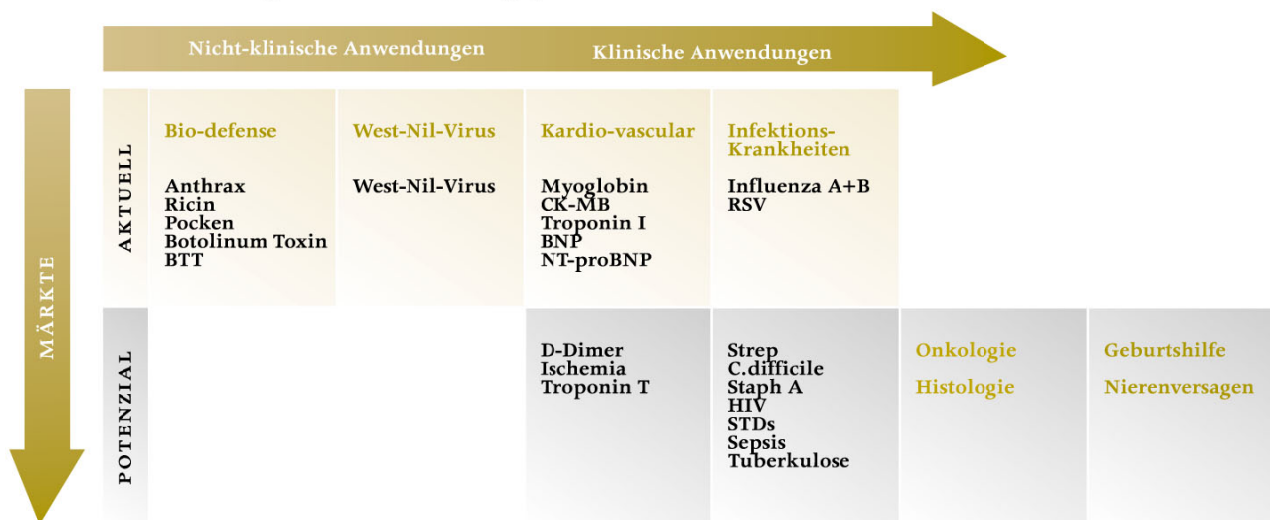 Nicht-klinische Anwendungen
Klinische Anwendungen
MÄRKTE
AKTUELL
Bio-defense
Anthrax
Ricin
Pocken
Botolinum Toxin
BTT
West-Nil-Virus
West-Nil-Virus
Kardio-vascular
Myoglobin
CK-MB
Troponin I
BNP
NT-proBNP
Infektions-
Krankheiten
Influenza A+B
RSV
POTENZIAL
D-Dimer
Ischemia
Troponin T
Strep
C.difficile
Staph A
HIV
STDs
Sepsis
Tuberkulose
Onkologie
Histologie
Geburtshilfe
Nierenversagen